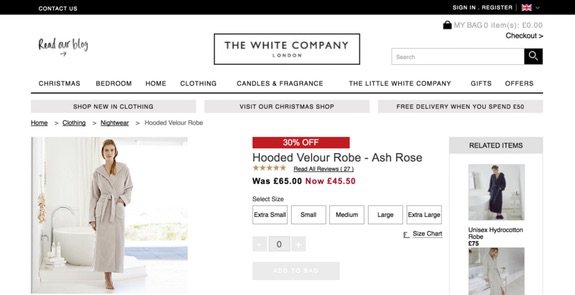 CONTACT US
SIGN IN . REGISTER
MY BAG 0 item(s): £0.00
Checkout >
Read our blog
THE WHITE COMPANY
LONDON
Search
CHRISTMAS BEDROOM HOME CLOTHING CANDLES & FRAGRANCE THE LITTLE WHITE COMPANY GIFTS OFFERS
SHOP NEW IN CLOTHING VISIT OUR CHRISTMAS SHOP FREE DELIVERY WHEN YOU SPEND £50
Home > Clothing > Nightwear > Hooded Velour Robe
30% OFF
Hooded Velour Robe - Ash Rose
Read All Reviews ( 27 )
Was £65.00 Now £45.50
Select Size
Extra Small Small Medium Large Extra Large
Size Chart
- 0 +
ADD TO BAG
RELATED ITEMS
Unisex Hydrocotton
Robe
£75